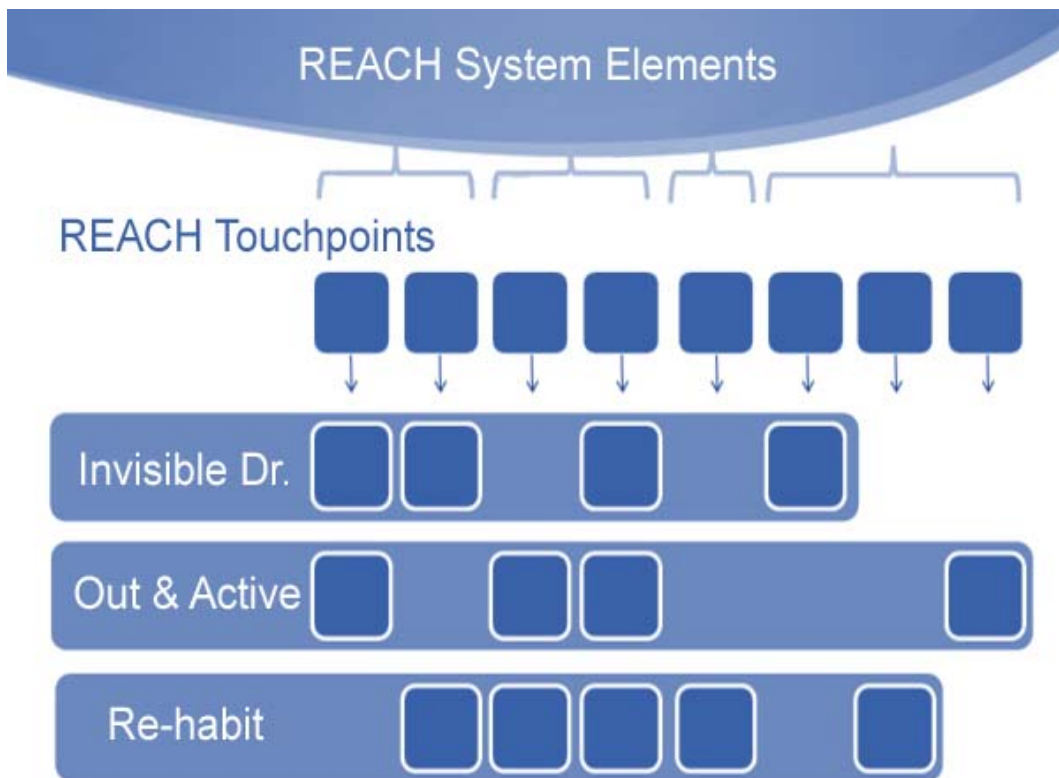 REACH System Elements
REACH Touchpoints
Invisible Dr.
Out & Active
Re-habit